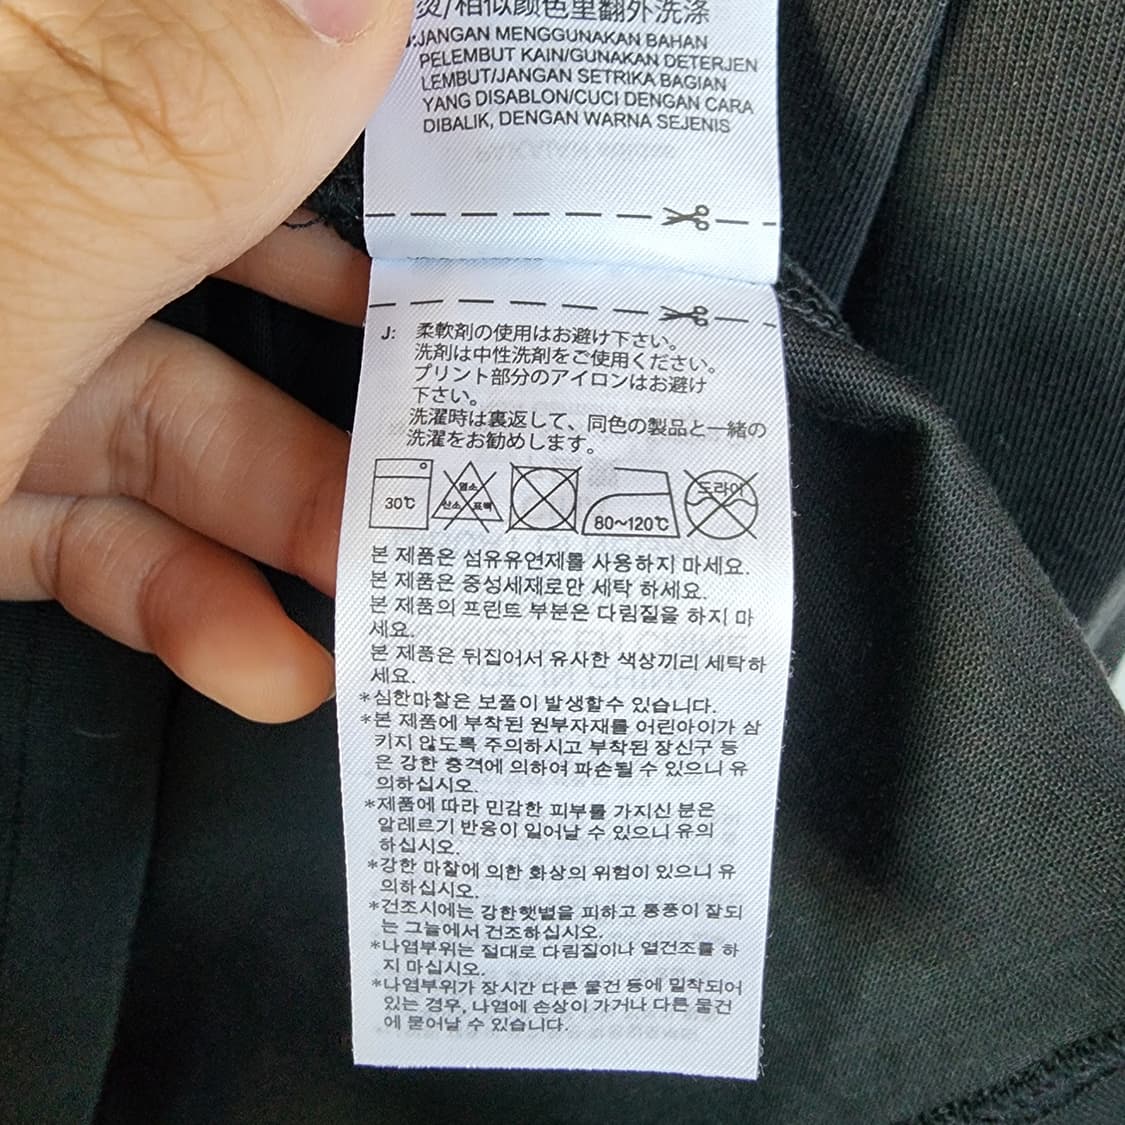 烫/相似颜色里翻外洗涤
JANGAN MENGGUNAKAN BAHAN
PELEMBUT KAIN/GUNAKAN DETERJEN
LEMBUT/JANGAN SETRIKA BAGIAN
YANG DISABLON/CUCI DENGAN CARA
DIBALIK, DENGAN WARNA SEJENIS
J: 柔軟剤の使用はお避け下さい。
洗剤は中性洗剤をご使用ください。
プリント部分のアイロンはお避け
下さい。
洗濯時は裏返して、同色の製品と一緒の
洗濯をお勧めします。
30℃ 염소 산소 표백 80~120℃ 드라이
본 제품은 섬유유연제를 사용하지 마세요.
본 제품은 중성세제로만 세탁 하세요.
본 제품의 프린트 부분은 다림질을 하지 마
세요.
본 제품은 뒤집어서 유사한 색상끼리 세탁하
세요.
*심한마찰은 보풀이 발생할수 있습니다.
*본 제품에 부착된 원부자재를 어린아이가 삼
키지 않도록 주의하시고 부착된 장신구 등
은 강한 충격에 의하여 파손될 수 있으니 유
의하십시오.
*제품에 따라 민감한 피부를 가지신 분은
알레르기 반응이 일어날 수 있으니 유의
하십시오.
*강한 마찰에 의한 화상의 위험이 있으니 유
의하십시오.
*건조시에는 강한햇볕을 피하고 통풍이 잘되
는 그늘에서 건조하십시오.
*나염부위는 절대로 다림질이나 열건조를 하
지 마십시오.
*나염부위가 장시간 다른 물건 등에 밀착되어
있는 경우, 나염에 손상이 가거나 다른 물건
에 묻어날 수 있습니다.